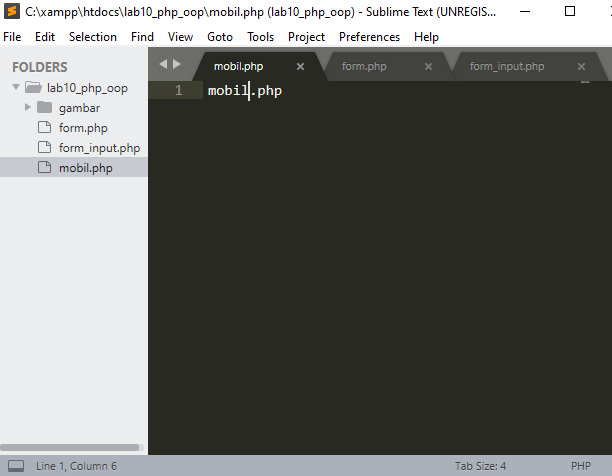 C:\xampp\htdocs\lab10_php_oop\mobil.php (lab10_php_oop) - Sublime Text (UNREGIS...
File Edit Selection Find View Goto Tools Project Preferences Help
FOLDERS
lab10_php_oop
gambar
form.php
form_input.php
mobil.php
mobil.php form.php form_input.php
1 mobil.php
Line 1, Column 6 Tab Size: 4 PHP